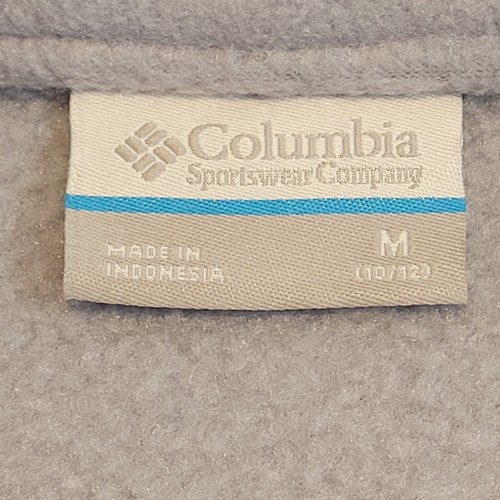 Columbia
Sportswear Company
MADE IN
INDONESIA
M
(10/12)